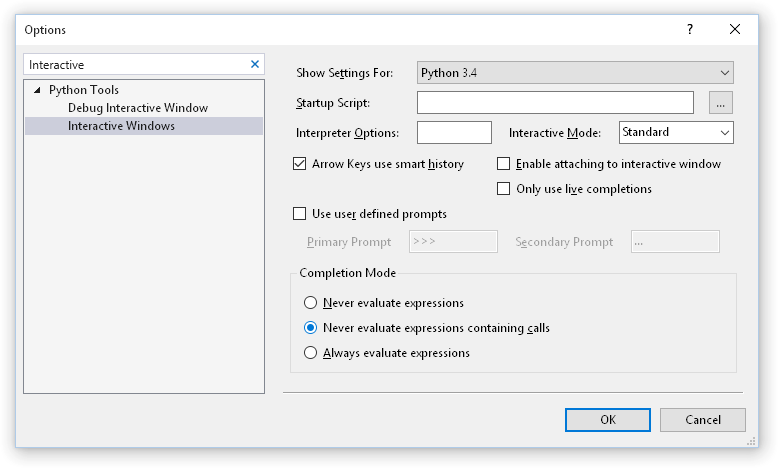 Options
?
Interactive
Python Tools
Debug Interactive Window
Interactive Windows
Show Settings For: Python 3.4
Startup Script: ...
Interpreter Options: Interactive Mode: Standard
Arrow Keys use smart history Enable attaching to interactive window
Only use live completions
Use user defined prompts
Primary Prompt >>> Secondary Prompt ...
Completion Mode
Never evaluate expressions
Never evaluate expressions containing calls
Always evaluate expressions
OK Cancel